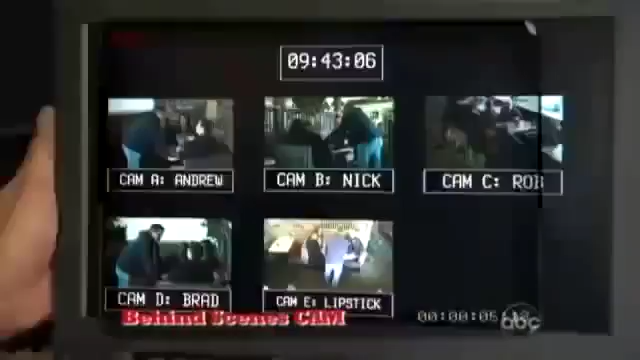 09:43:06
CAM A: ANDREW
CAM B: NICK
CAM C: ROB
CAM D: BRAD
CAM E: LIPSTICK
Behind Scenes CAM
abc